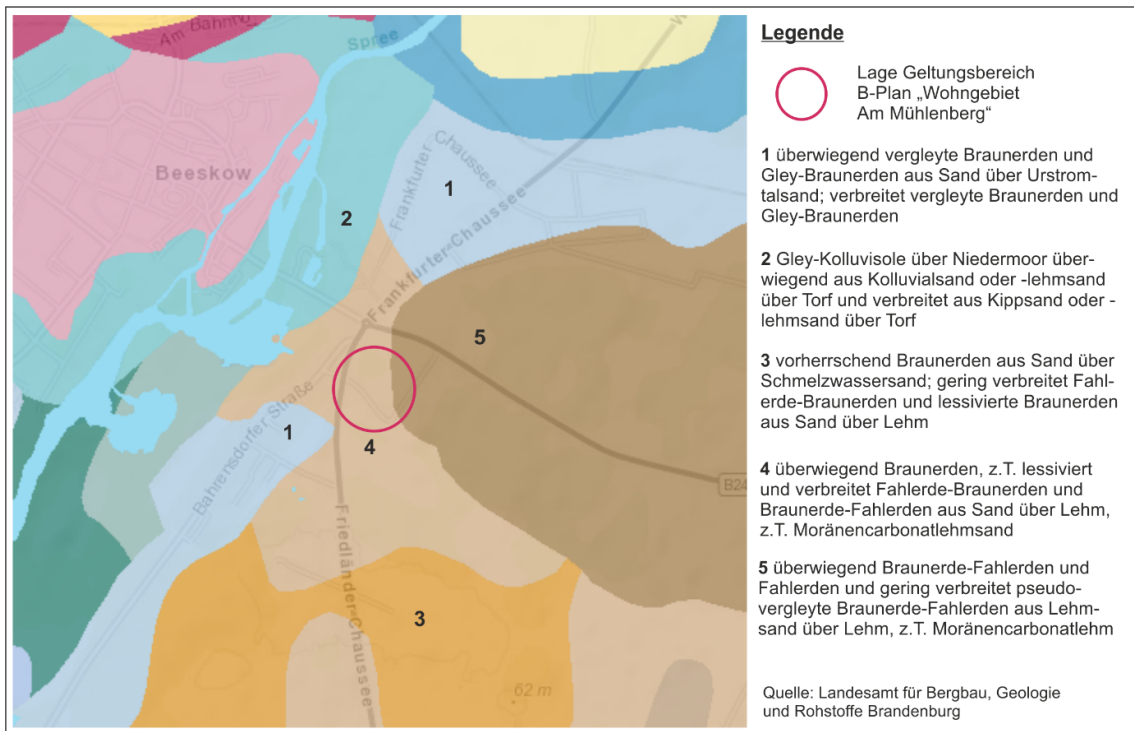 Am Bahnho
Spree
W
Beeskow
Frankfurter Chaussee
1
2
Frankfurter-Chaussee
5
Bahrensdorfer Straße
1
4
B24
Friedländer-Chaussee
3
62 m
Legende
Lage Geltungsbereich
B-Plan „Wohngebiet
Am Mühlenberg“
1 überwiegend vergleyte Braunerden und
Gley-Braunerden aus Sand über Urstrom-
talsand; verbreitet vergleyte Braunerden und
Gley-Braunerden
2 Gley-Kolluvisole über Niedermoor über-
wiegend aus Kolluvialsand oder -lehmsand
über Torf und verbreitet aus Kippsand oder -
lehmsand über Torf
3 vorherrschend Braunerden aus Sand über
Schmelzwassersand; gering verbreitet Fahl-
erde-Braunerden und lessivierte Braunerden
aus Sand über Lehm
4 überwiegend Braunerden, z.T. lessiviert
und verbreitet Fahlerde-Braunerden und
Braunerde-Fahlerden aus Sand über Lehm,
z.T. Moränencarbonatlehmsand
5 überwiegend Braunerde-Fahlerden und
Fahlerden und gering verbreitet pseudo-
vergleyte Braunerde-Fahlerden aus Lehm-
sand über Lehm, z.T. Moränencarbonatlehm
Quelle: Landesamt für Bergbau, Geologie
und Rohstoffe Brandenburg